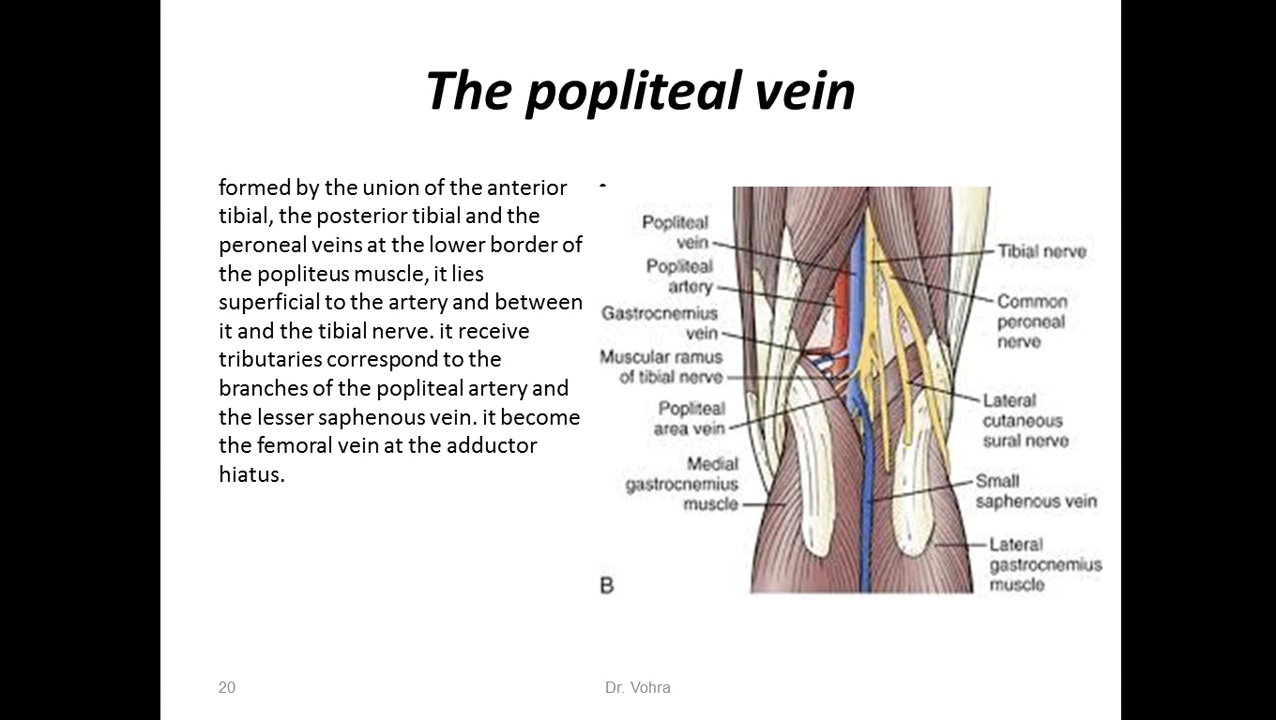 The popliteal vein
formed by the union of the anterior
tibial, the posterior tibial and the
peroneal veins at the lower border of
the popliteus muscle, it lies
superficial to the artery and between
it and the tibial nerve. it receive
tributaries correspond to the
branches of the popliteal artery and
the lesser saphenous vein. it become
the femoral vein at the adductor
hiatus.
Popliteal
vein
Popliteal
artery
Gastrocnemius
vein
Muscular ramus
of tibial nerve
Popliteal
area vein
Medial
gastrocnemius
muscle
B
Tibial nerve
Common
peroneal
nerve
Lateral
cutaneous
sural nerve
Small
saphenous vein
Lateral
gastrocnemius
muscle
20
Dr. Vohra